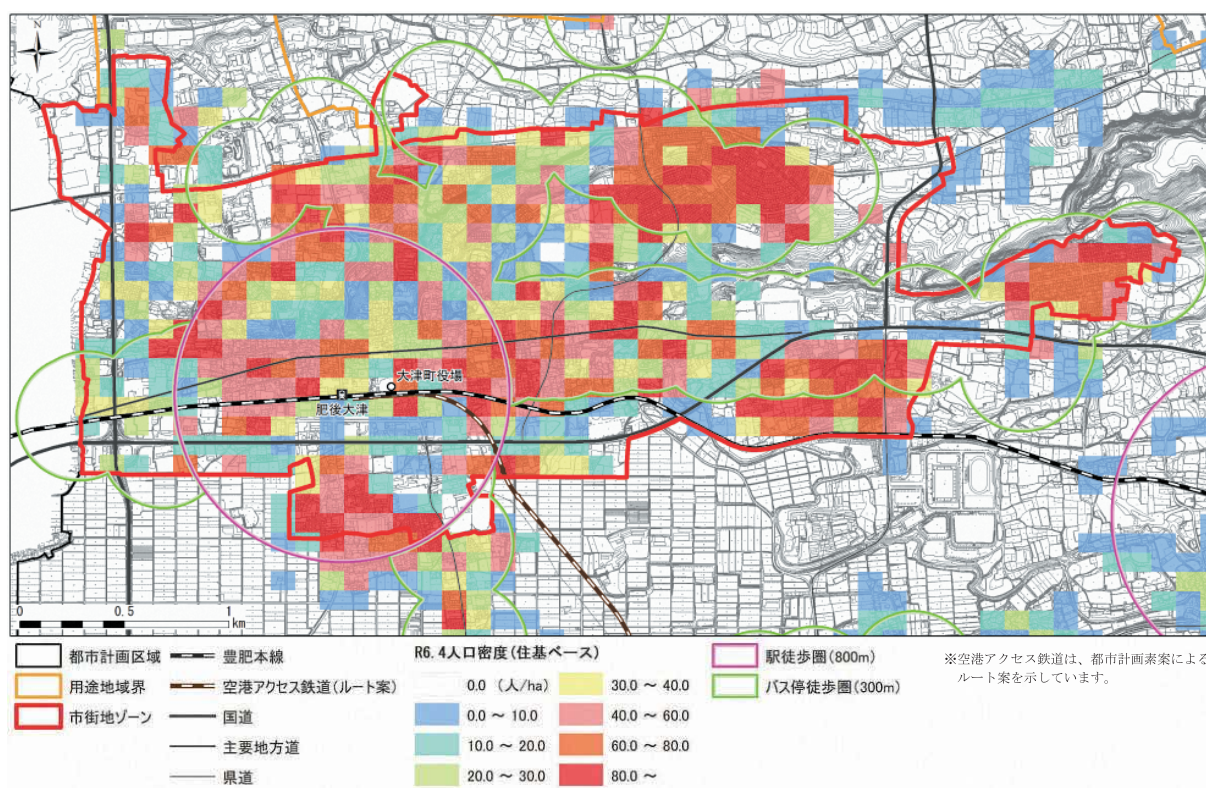 N
大津町役場
肥後大津
0 0.5 1
km
都市計画区域
用途地域界
市街地ゾーン
豊肥本線
空港アクセス鉄道(ルート案)
国道
主要地方道
県道
R6.4人口密度(住基ベース)
0.0 (人/ha)
0.0 ～ 10.0
10.0 ～ 20.0
20.0 ～ 30.0
30.0 ～ 40.0
40.0 ～ 60.0
60.0 ～ 80.0
80.0 ～
駅徒歩圏(800m)
バス停徒歩圏(300m)
※空港アクセス鉄道は、都市計画素案による
ルート案を示しています。